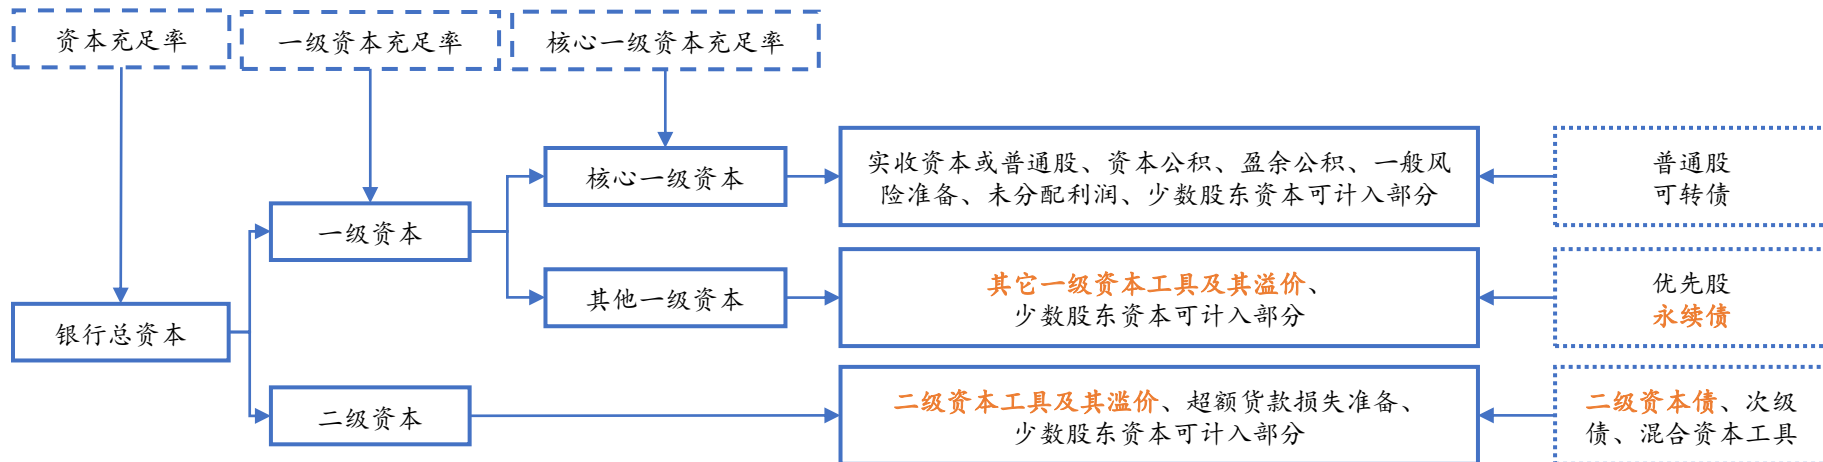 资本充足率
一级资本充足率
核心一级资本充足率
核心一级资本
实收资本或普通股、资本公积、盈余公积、一般风
险准备、未分配利润、少数股东资本可计入部分
普通股
可转债
一级资本
其他一级资本
其它一级资本工具及其溢价、
少数股东资本可计入部分
优先股
永续债
银行总资本
二级资本
二级资本工具及其滥价、超额货款损失准备、
少数股东资本可计入部分
二级资本债、次级
债、混合资本工具